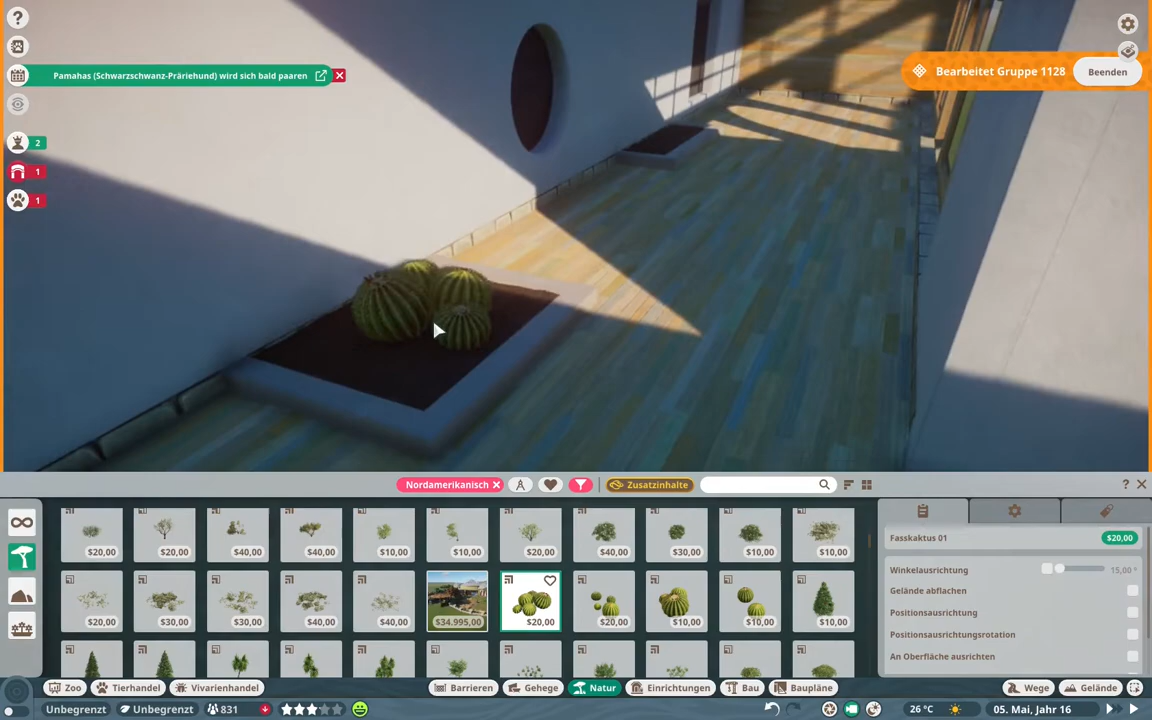 ?
Pamahas (Schwarzschwanz-Präriehund) wird sich bald paaren
Bearbeitet Gruppe 1128
Beenden
2
1
1
Nordamerikanisch
Zusatzinhalte
?
$20,00 $20,00 $40,00 $40,00 $10,00 $10,00 $20,00 $40,00 $30,00 $10,00 $10,00
$20,00 $30,00 $30,00 $40,00 $40,00 $34.995,00 $20,00 $20,00 $10,00 $10,00 $10,00
Fasskaktus 01 $20,00
Winkelausrichtung 15,00 °
Gelände abflachen
Positionsausrichtung
Positionsausrichtungsrotation
An Oberfläche ausrichten
Zoo Tierhandel Vivarienhandel Barrieren Gehege Natur Einrichtungen Bau Baupläne Wege Gelände
Unbegrenzt Unbegrenzt 831 26 °C 05. Mai, Jahr 16